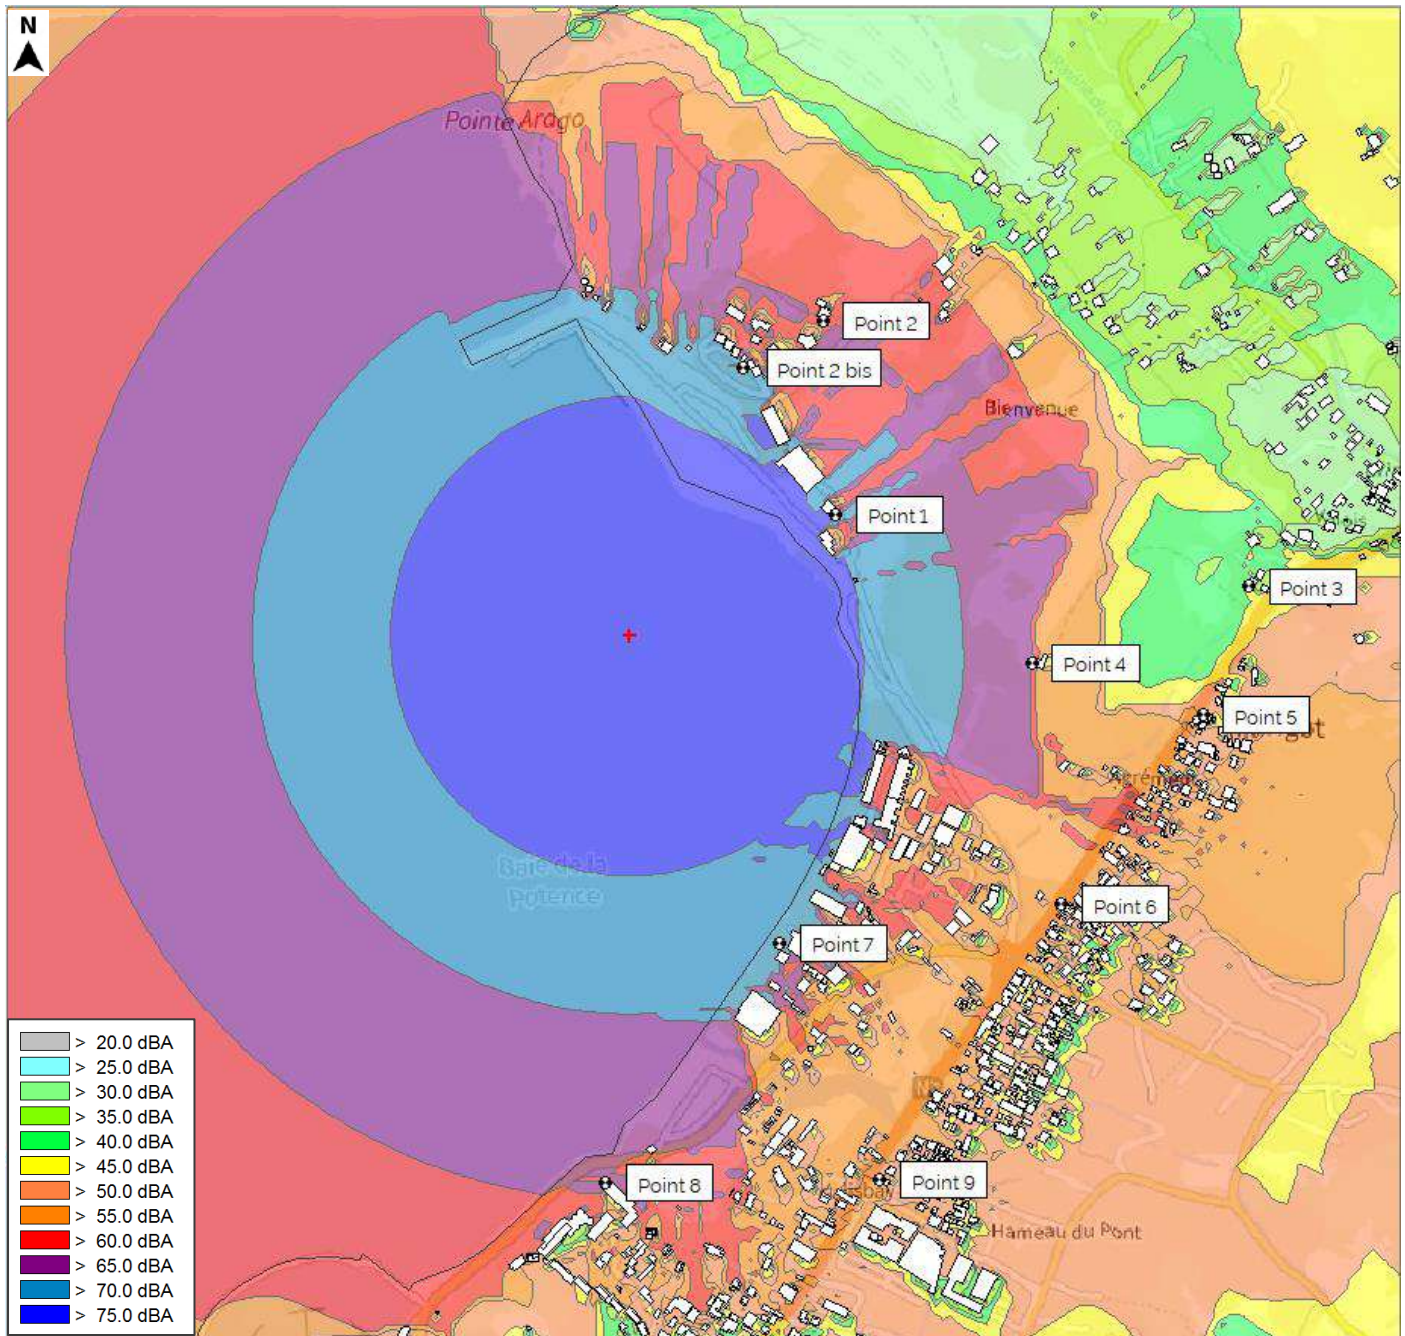 N
Pointe Arago
Point 2
Point 2 bis
Bienvenue
Point 1
Point 3
Point 4
Point 5
Point 6
Baie de la
Potence
Point 7
Point 8
Point 9
Hameau du Pont
> 20.0 dBA
> 25.0 dBA
> 30.0 dBA
> 35.0 dBA
> 40.0 dBA
> 45.0 dBA
> 50.0 dBA
> 55.0 dBA
> 60.0 dBA
> 65.0 dBA
> 70.0 dBA
> 75.0 dBA